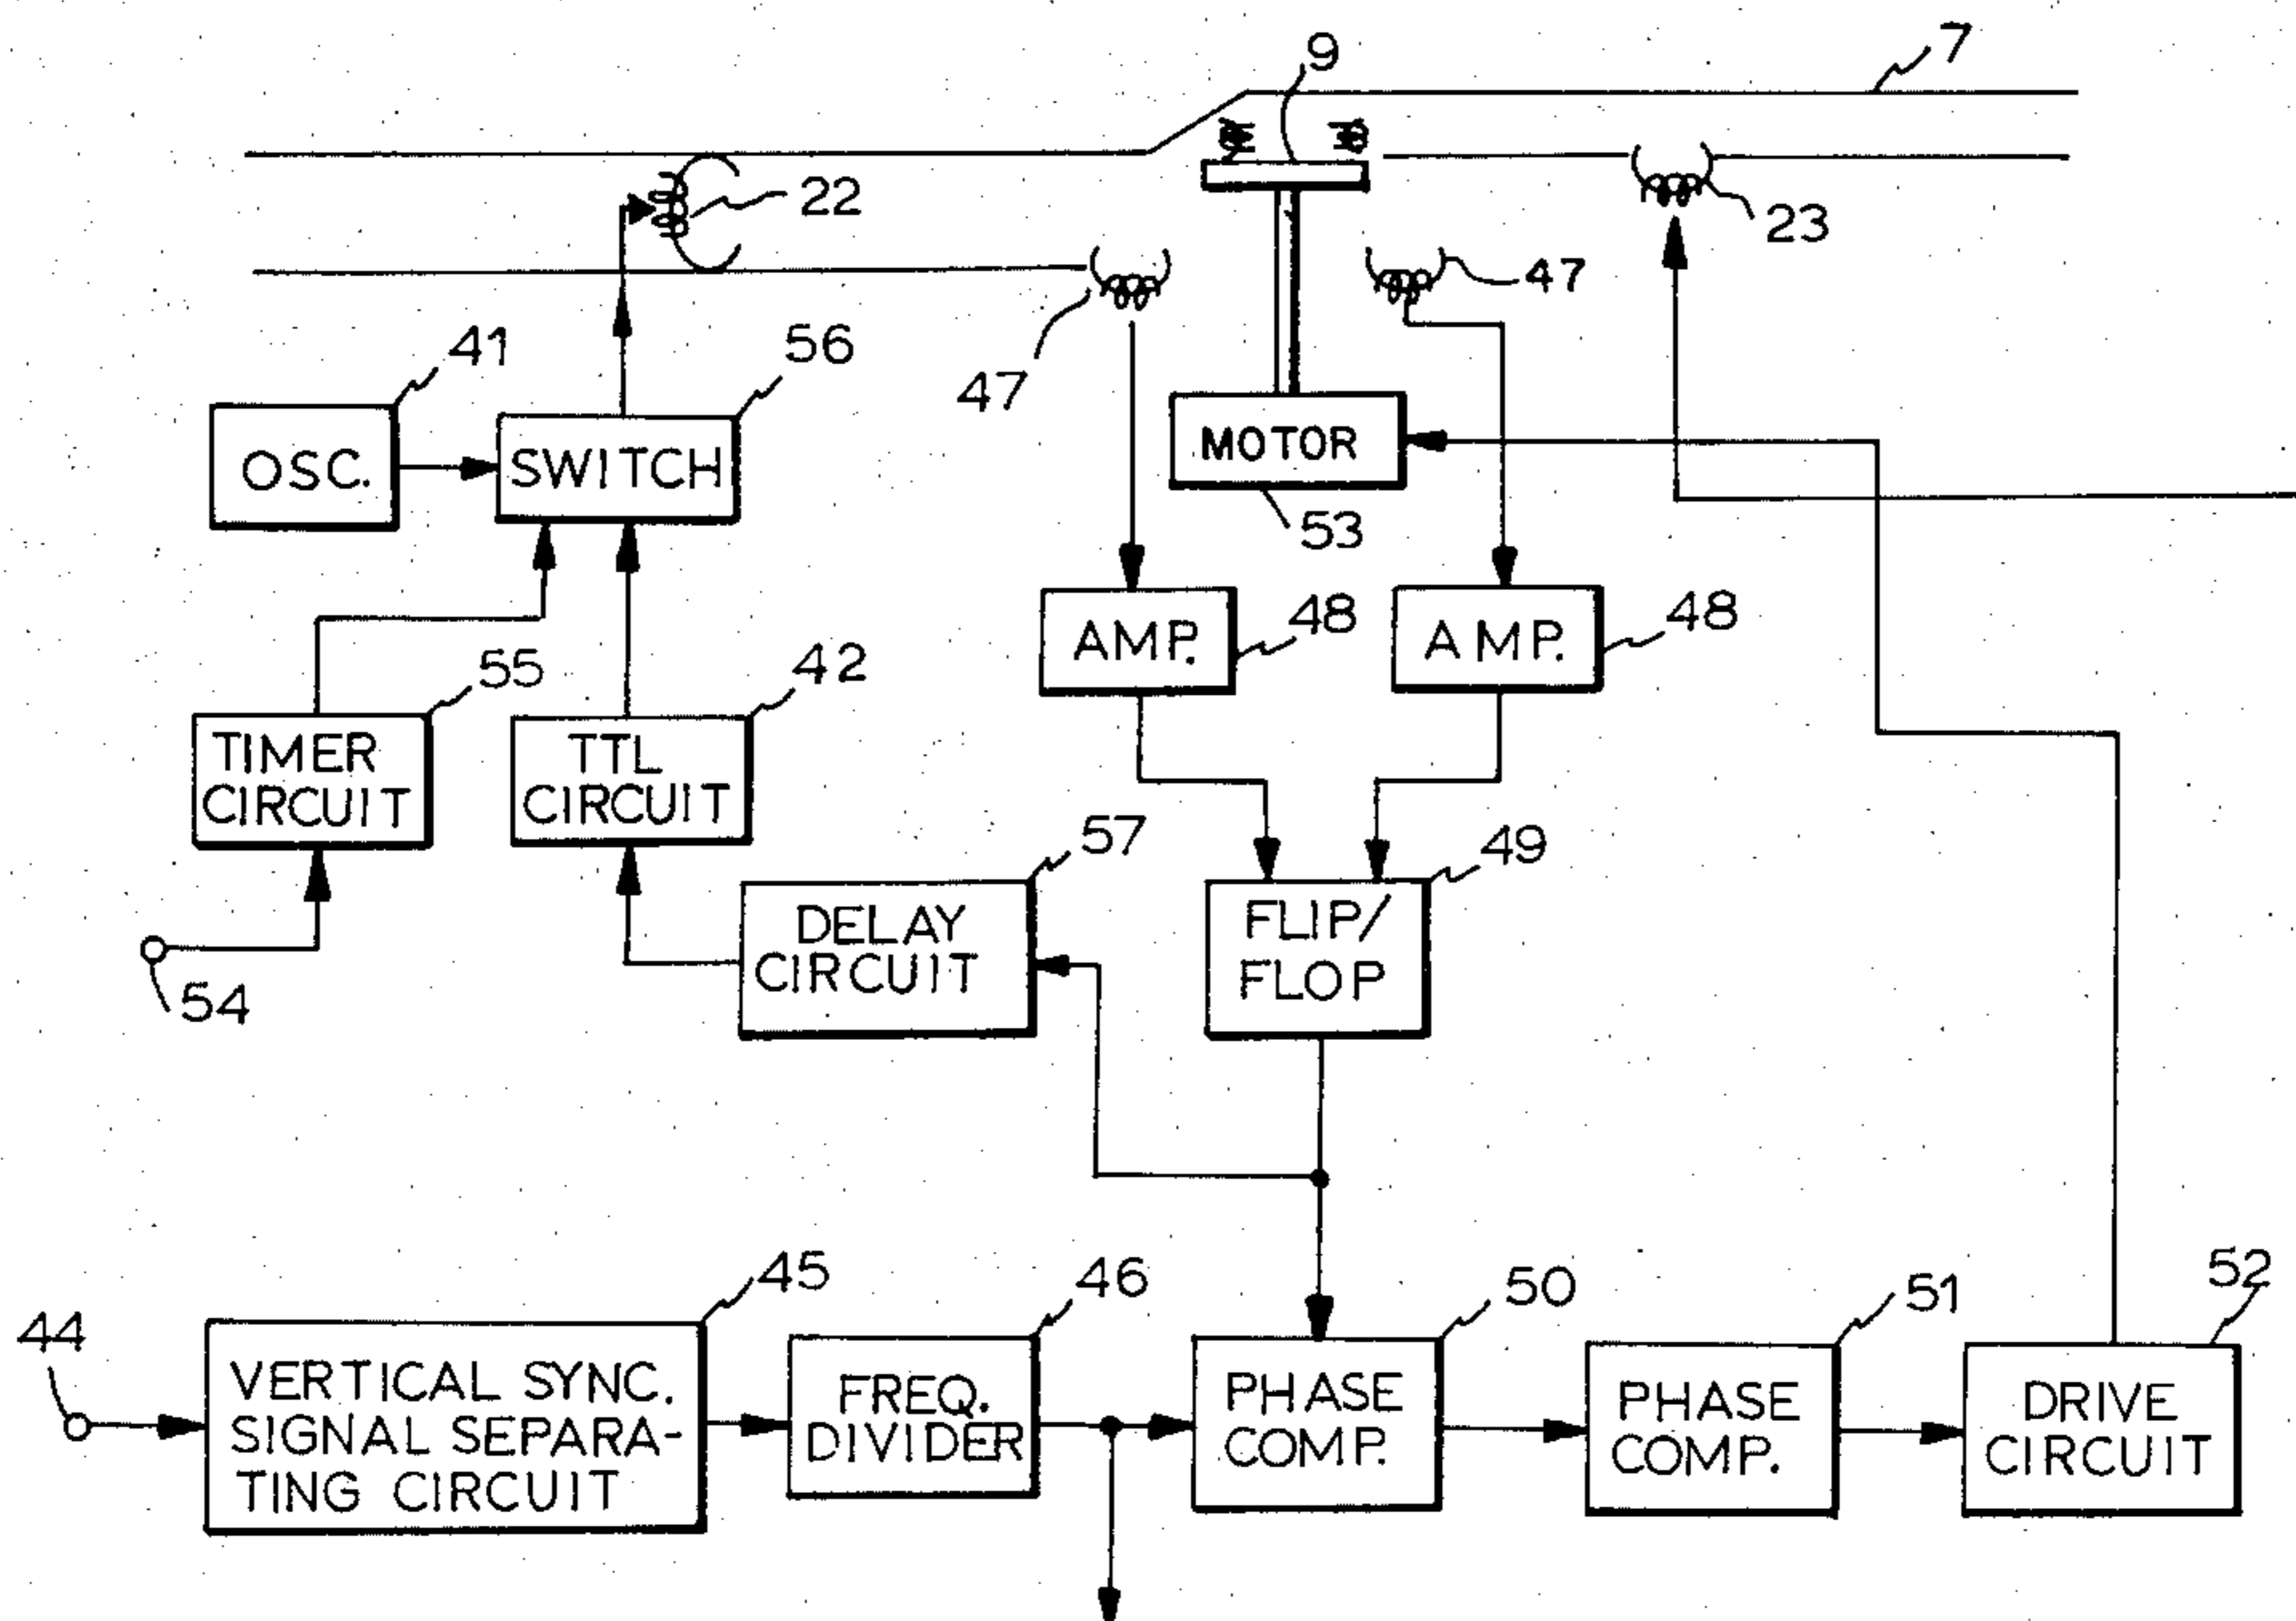 9
7
22
23
47
47
41
56
OSC.
SWITCH
MOTOR
53
AMP.
48
AMP.
48
55
42
TIMER
CIRCUIT
TTL
CIRCUIT
57
49
DELAY
CIRCUIT
FLIP/
FLOP
54
44
45
46
50
51
52
VERTICAL SYNC.
SIGNAL SEPARA-
TING CIRCUIT
FREQ.
DIVIDER
PHASE
COMP.
PHASE
COMP.
DRIVE
CIRCUIT